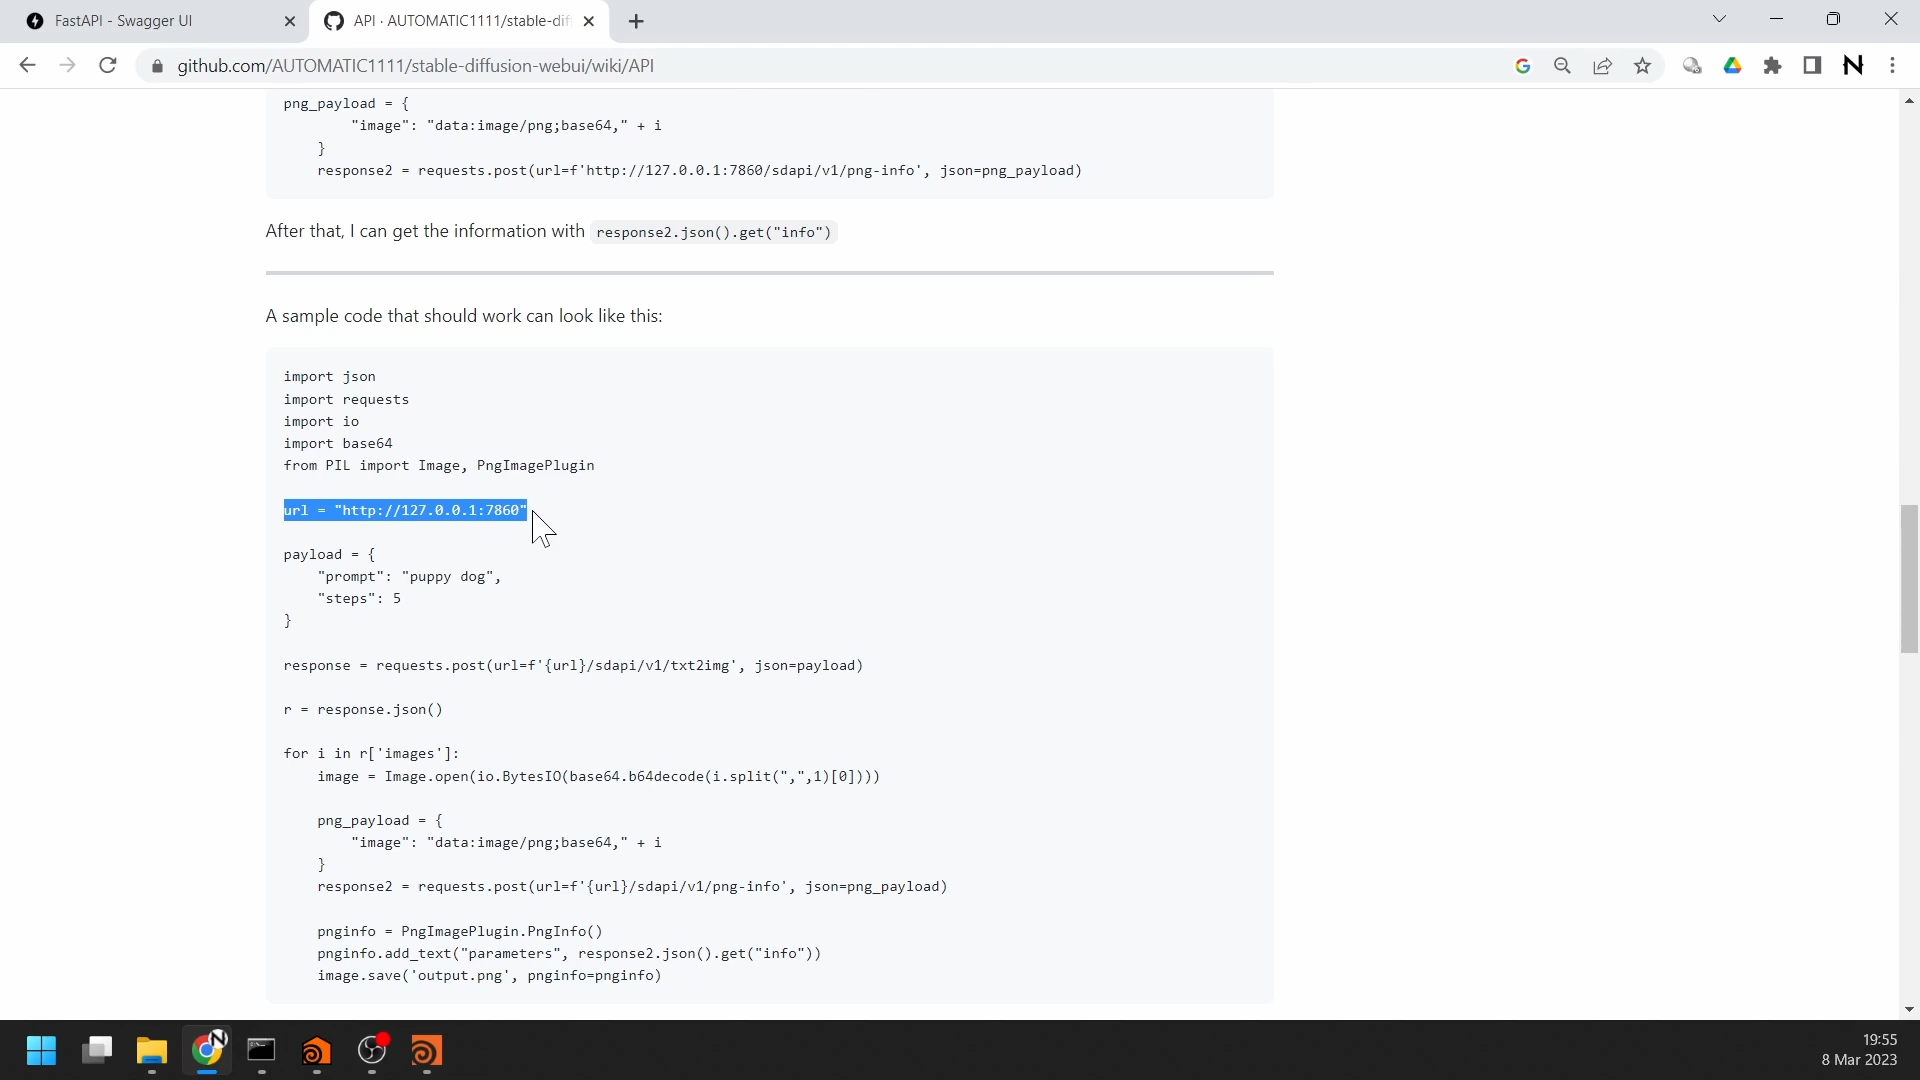 FastAPI - Swagger UI
API · AUTOMATIC1111/stable-dif
github.com/AUTOMATIC1111/stable-diffusion-webui/wiki/API
png_payload = {
"image": "data:image/png;base64," + i
}
response2 = requests.post(url=f'http://127.0.0.1:7860/sdapi/v1/png-info', json=png_payload)
After that, I can get the information with response2.json().get("info")
A sample code that should work can look like this:
import json
import requests
import io
import base64
from PIL import Image, PngImagePlugin
url = "http://127.0.0.1:7860"
payload = {
"prompt": "puppy dog",
"steps": 5
}
response = requests.post(url=f'{url}/sdapi/v1/txt2img', json=payload)
r = response.json()
for i in r['images']:
image = Image.open(io.BytesIO(base64.b64decode(i.split(",",1)[0])))
png_payload = {
"image": "data:image/png;base64," + i
}
response2 = requests.post(url=f'{url}/sdapi/v1/png-info', json=png_payload)
pnginfo = PngImagePlugin.PngInfo()
pnginfo.add_text("parameters", response2.json().get("info"))
image.save('output.png', pnginfo=pnginfo)
19:55
8 Mar 2023